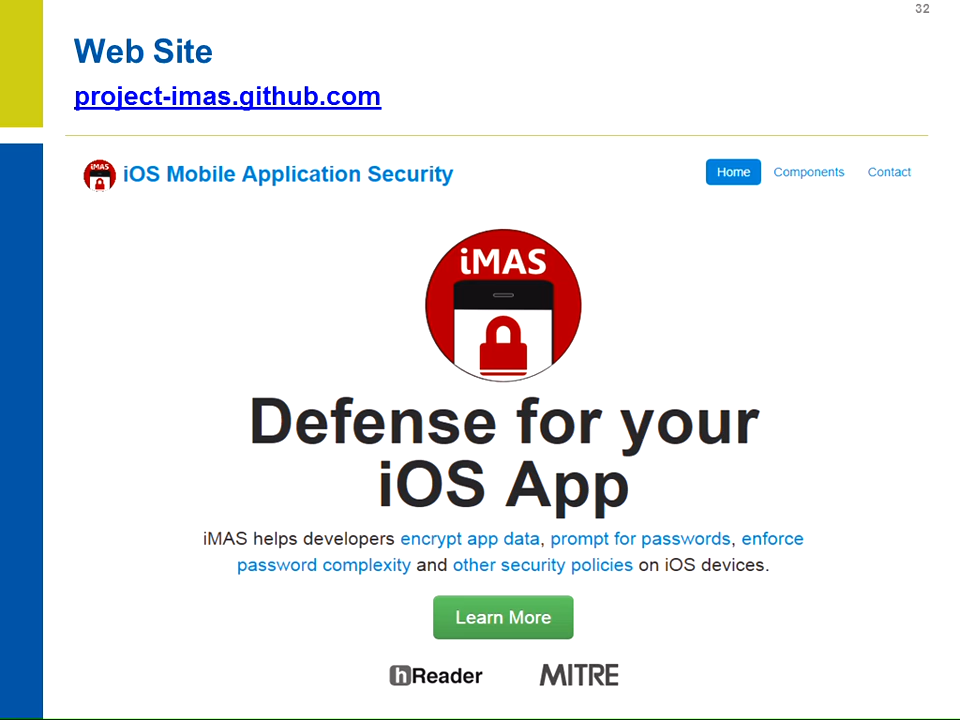 32
Web Site
project-imas.github.com
iMAS
iOS Mobile Application Security
Home Components Contact
iMAS
Defense for your
iOS App
iMAS helps developers encrypt app data, prompt for passwords, enforce
password complexity and other security policies on iOS devices.
Learn More
hReader MITRE